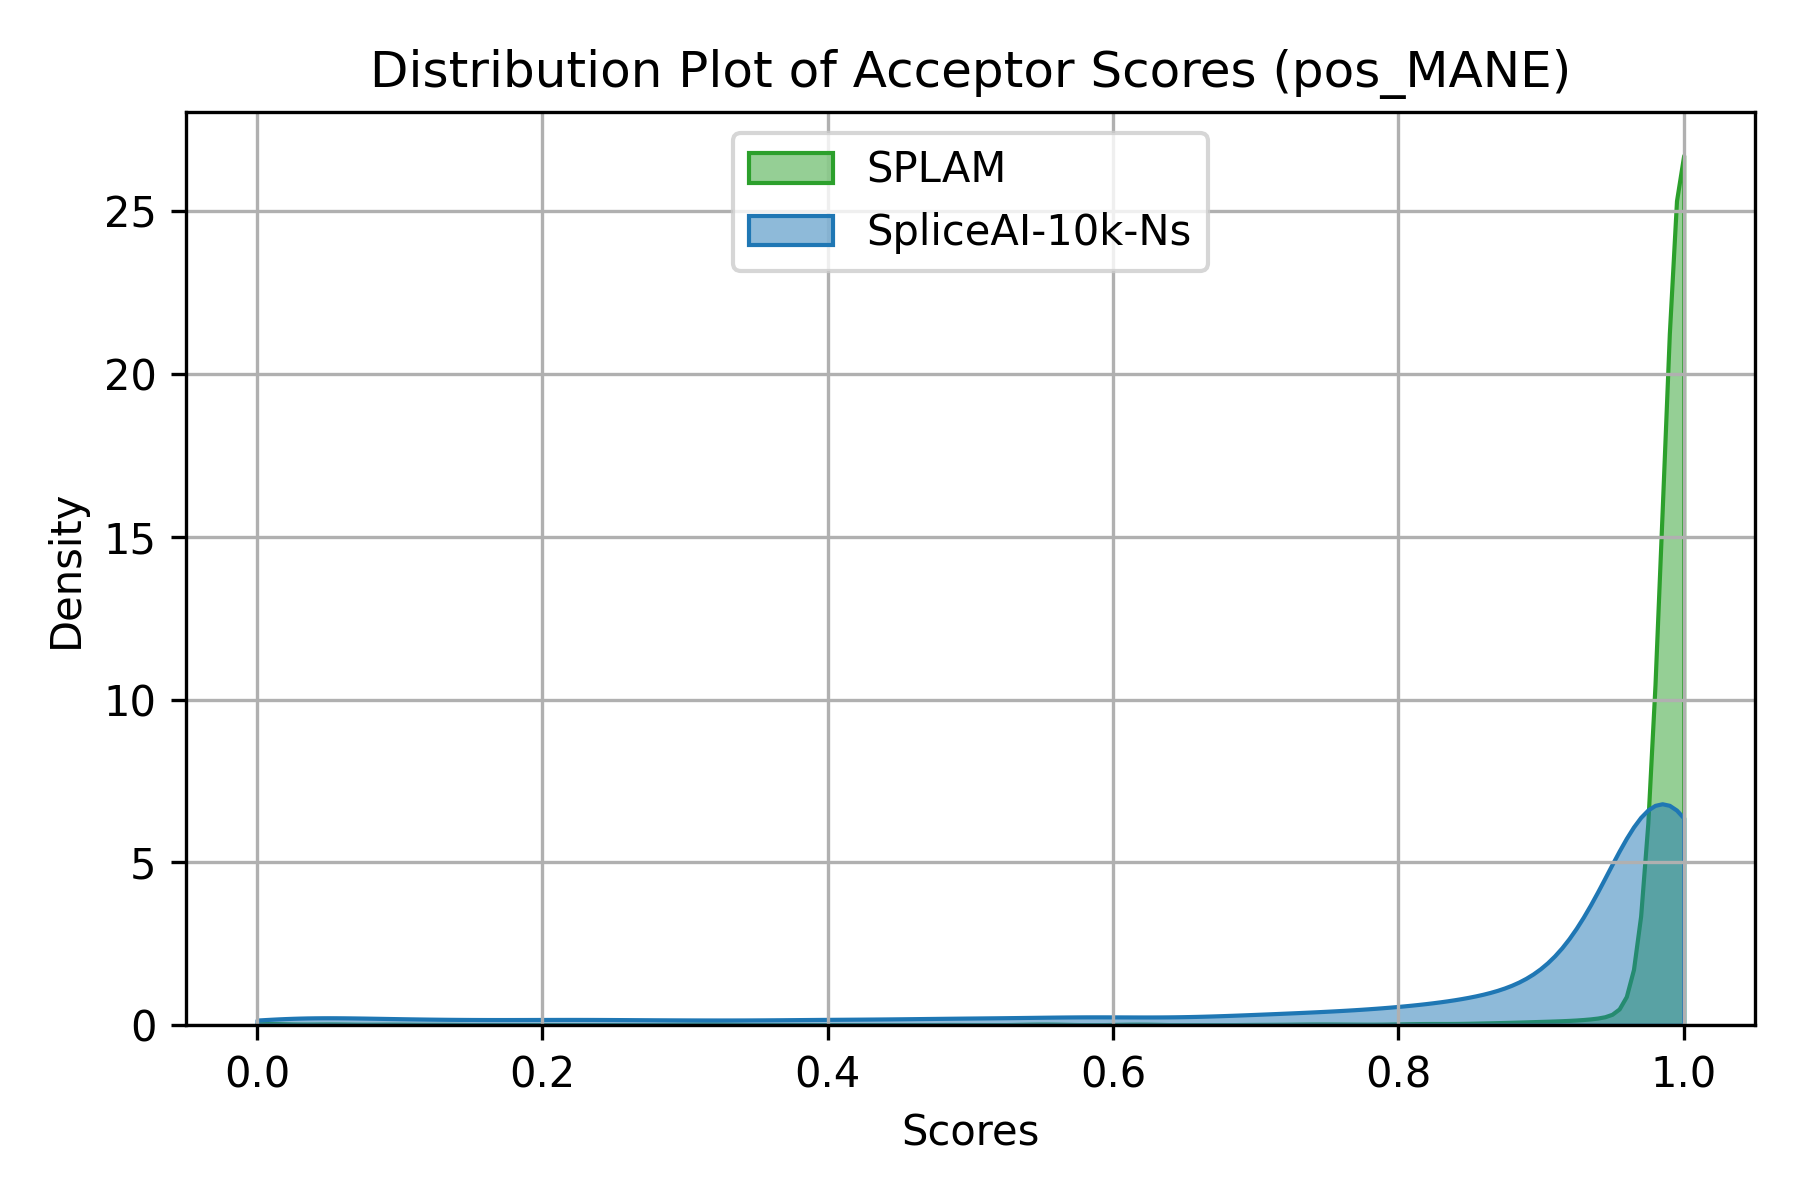 Distribution Plot of Acceptor Scores (pos_MANE)
SPLAM
SpliceAI-10k-Ns
Density
25
20
15
10
5
0
0.0 0.2 0.4 0.6 0.8 1.0
Scores